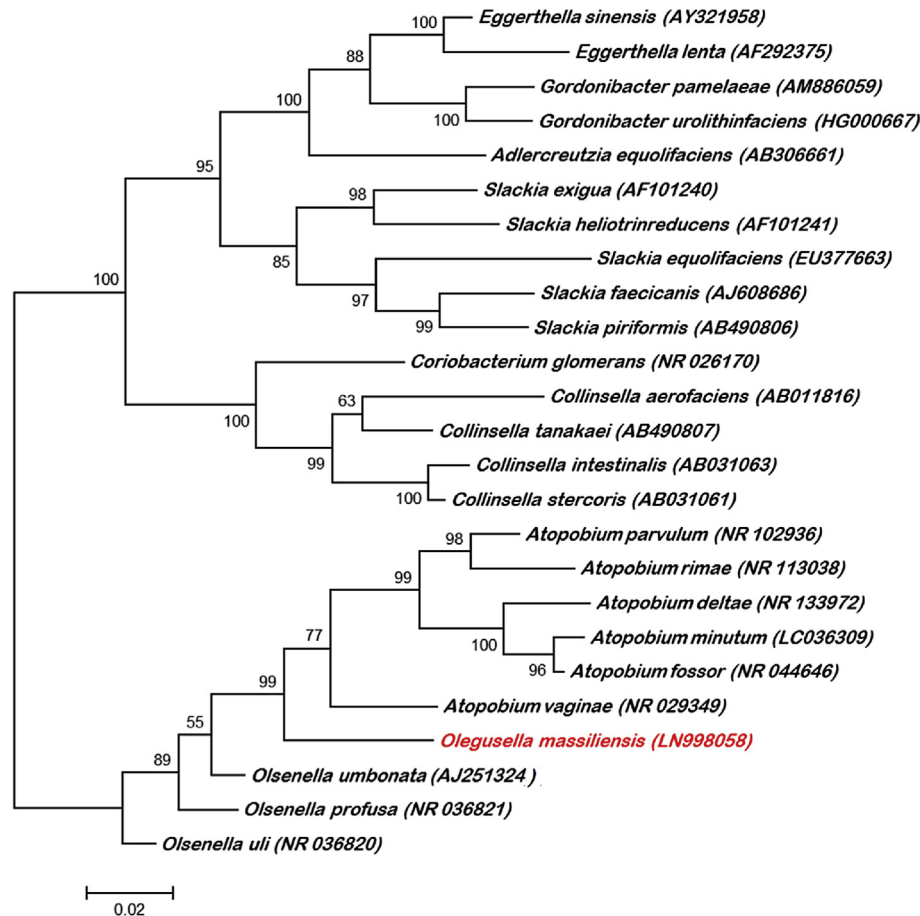 100
Eggerthella sinensis (AY321958)
88
Eggerthella lenta (AF292375)
100
Gordonibacter pamelaeae (AM886059)
100
Gordonibacter urolithinfaciens (HG000667)
95
Adlercreutzia equolifaciens (AB306661)
98
Slackia exigua (AF101240)
Slackia heliotrinreducens (AF101241)
85
Slackia equolifaciens (EU377663)
100
97
Slackia faecicanis (AJ608686)
99
Slackia piriformis (AB490806)
Coriobacterium glomerans (NR 026170)
63
Collinsella aerofaciens (AB011816)
100
Collinsella tanakaei (AB490807)
99
Collinsella intestinalis (AB031063)
100
Collinsella stercoris (AB031061)
98
Atopobium parvulum (NR 102936)
99
Atopobium rimae (NR 113038)
Atopobium deltae (NR 133972)
77
100
Atopobium minutum (LC036309)
96
Atopobium fossor (NR 044646)
99
Atopobium vaginae (NR 029349)
55
Olegusella massiliensis (LN998058)
89
Olsenella umbonata (AJ251324)
Olsenella profusa (NR 036821)
Olsenella uli (NR 036820)
0.02